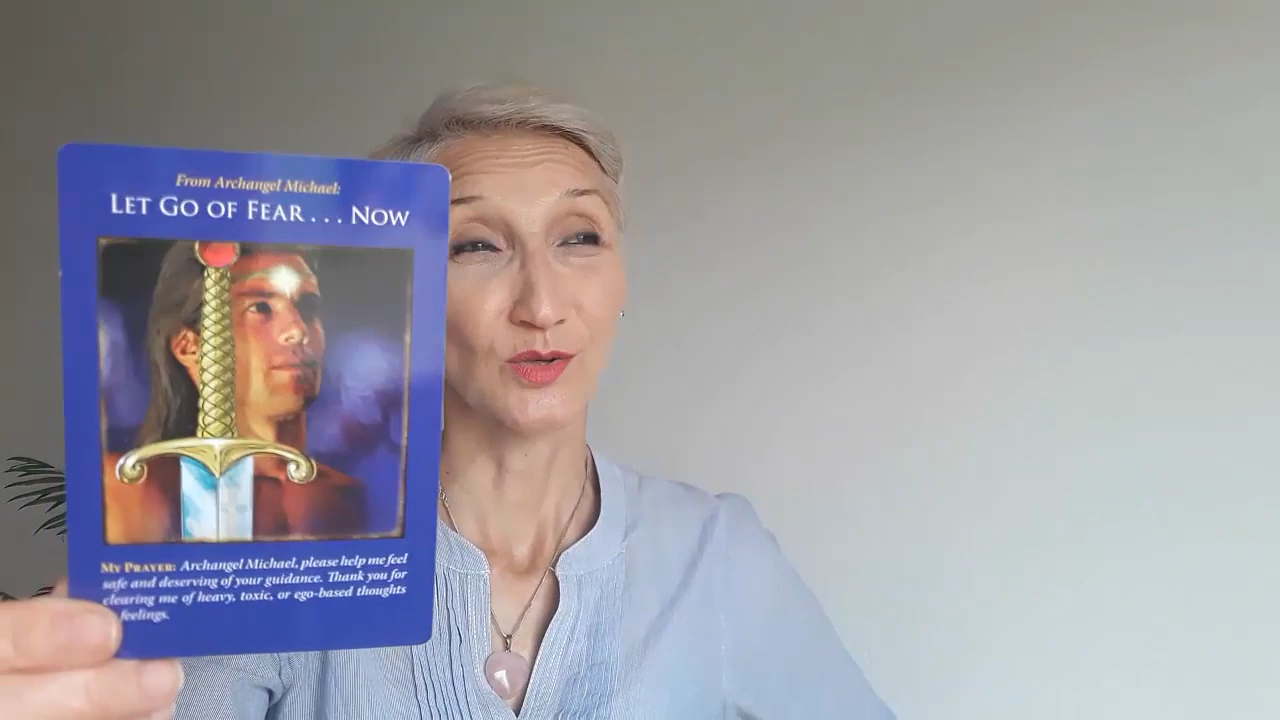 From Archangel Michael:
LET GO OF FEAR . . . NOW
MY PRAYER: Archangel Michael, please help me feel
safe and deserving of your guidance. Thank you for
clearing me of heavy, toxic, or ego-based thoughts
feelings.